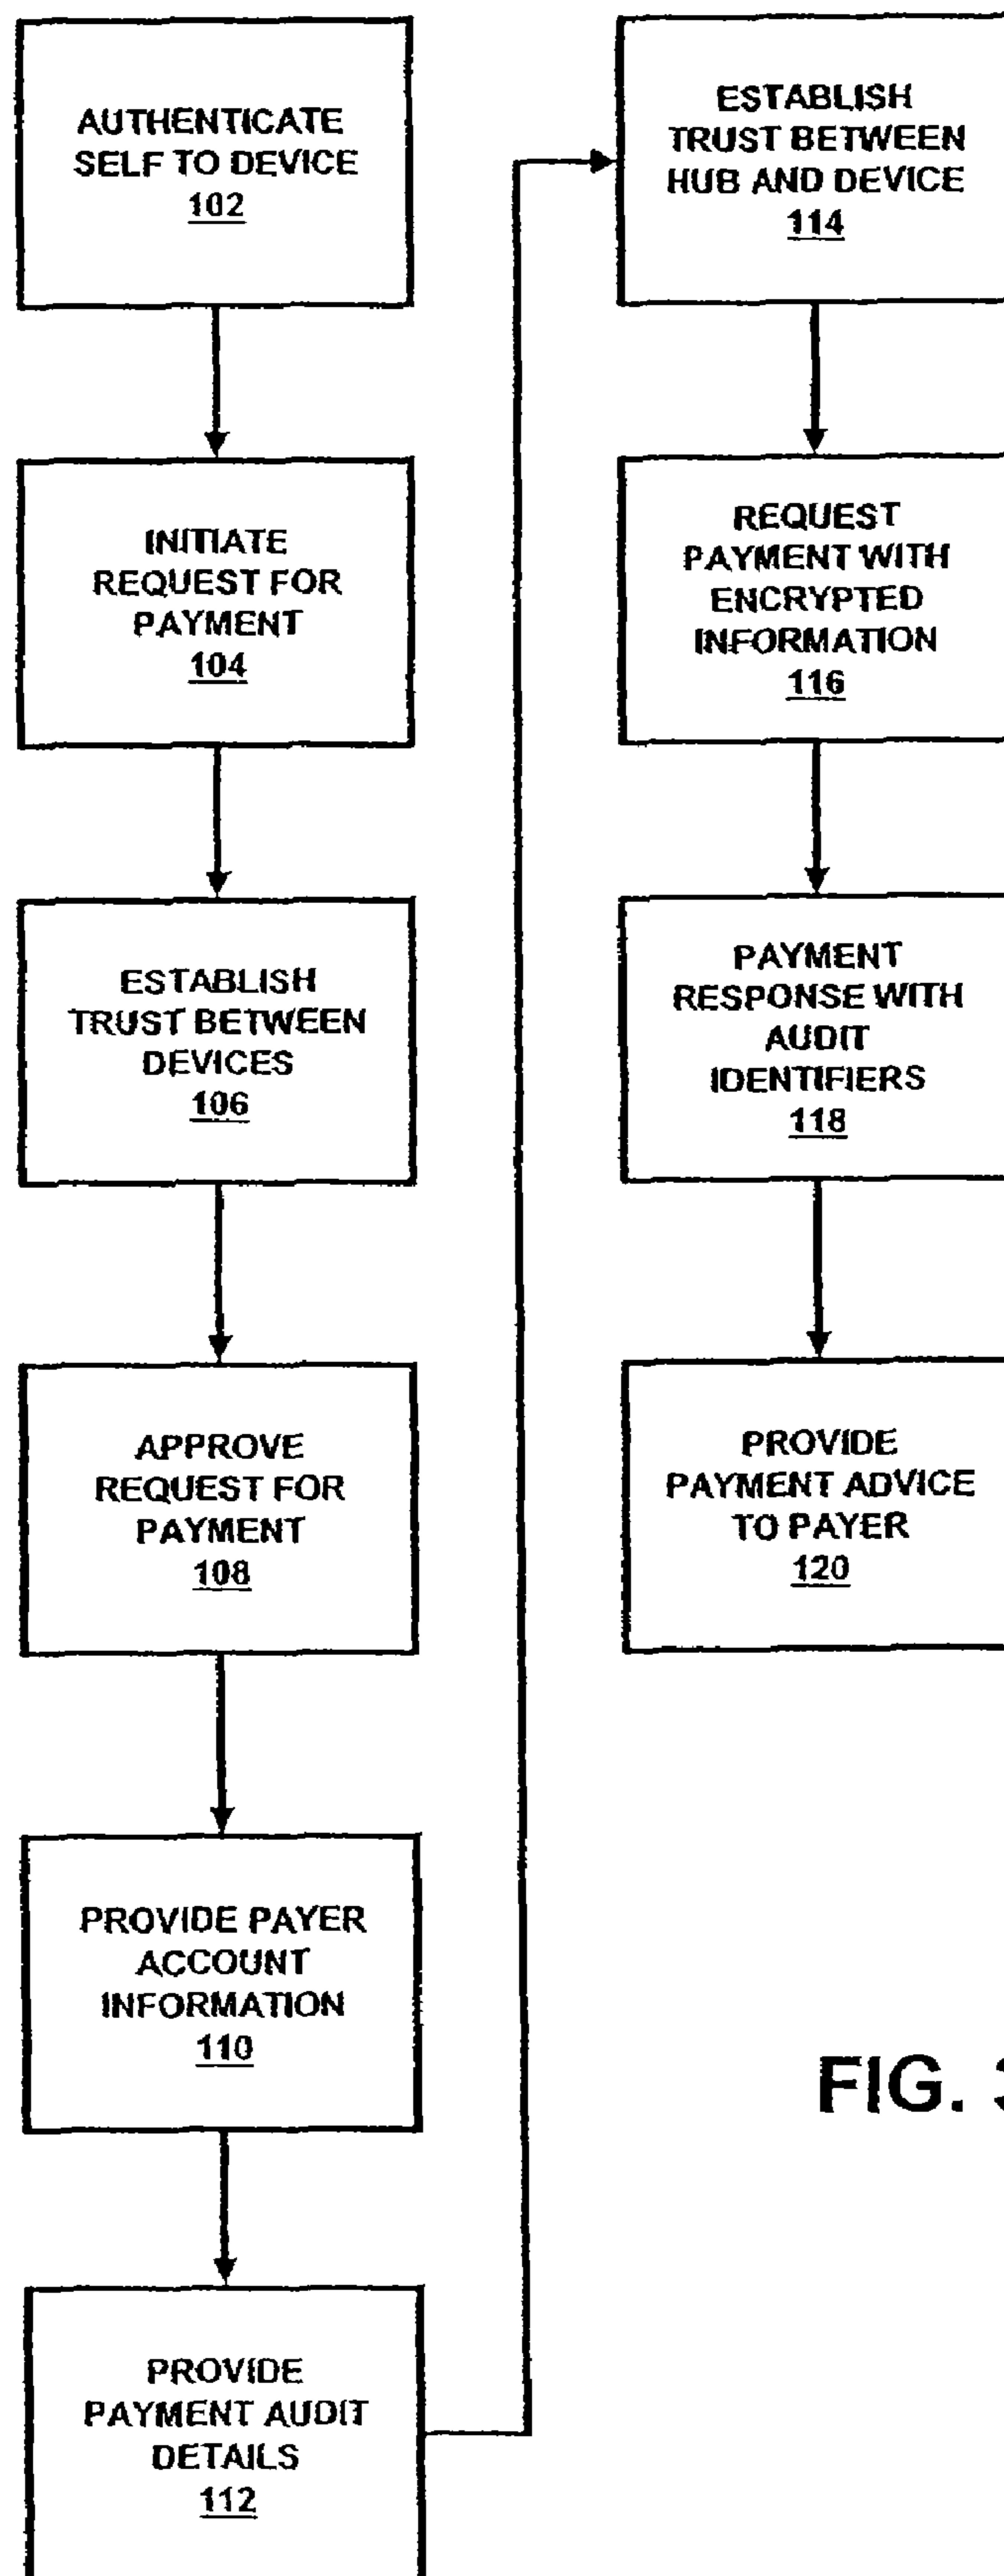 AUTHENTICATE
SELF TO DEVICE
102
INITIATE
REQUEST FOR
PAYMENT
104
ESTABLISH
TRUST BETWEEN
DEVICES
106
APPROVE
REQUEST FOR
PAYMENT
108
PROVIDE PAYER
ACCOUNT
INFORMATION
110
PROVIDE
PAYMENT AUDIT
DETAILS
112
ESTABLISH
TRUST BETWEEN
HUB AND DEVICE
114
REQUEST
PAYMENT WITH
ENCRYPTED
INFORMATION
116
PAYMENT
RESPONSE WITH
AUDIT
IDENTIFIERS
118
PROVIDE
PAYMENT ADVICE
TO PAYER
120
FIG.